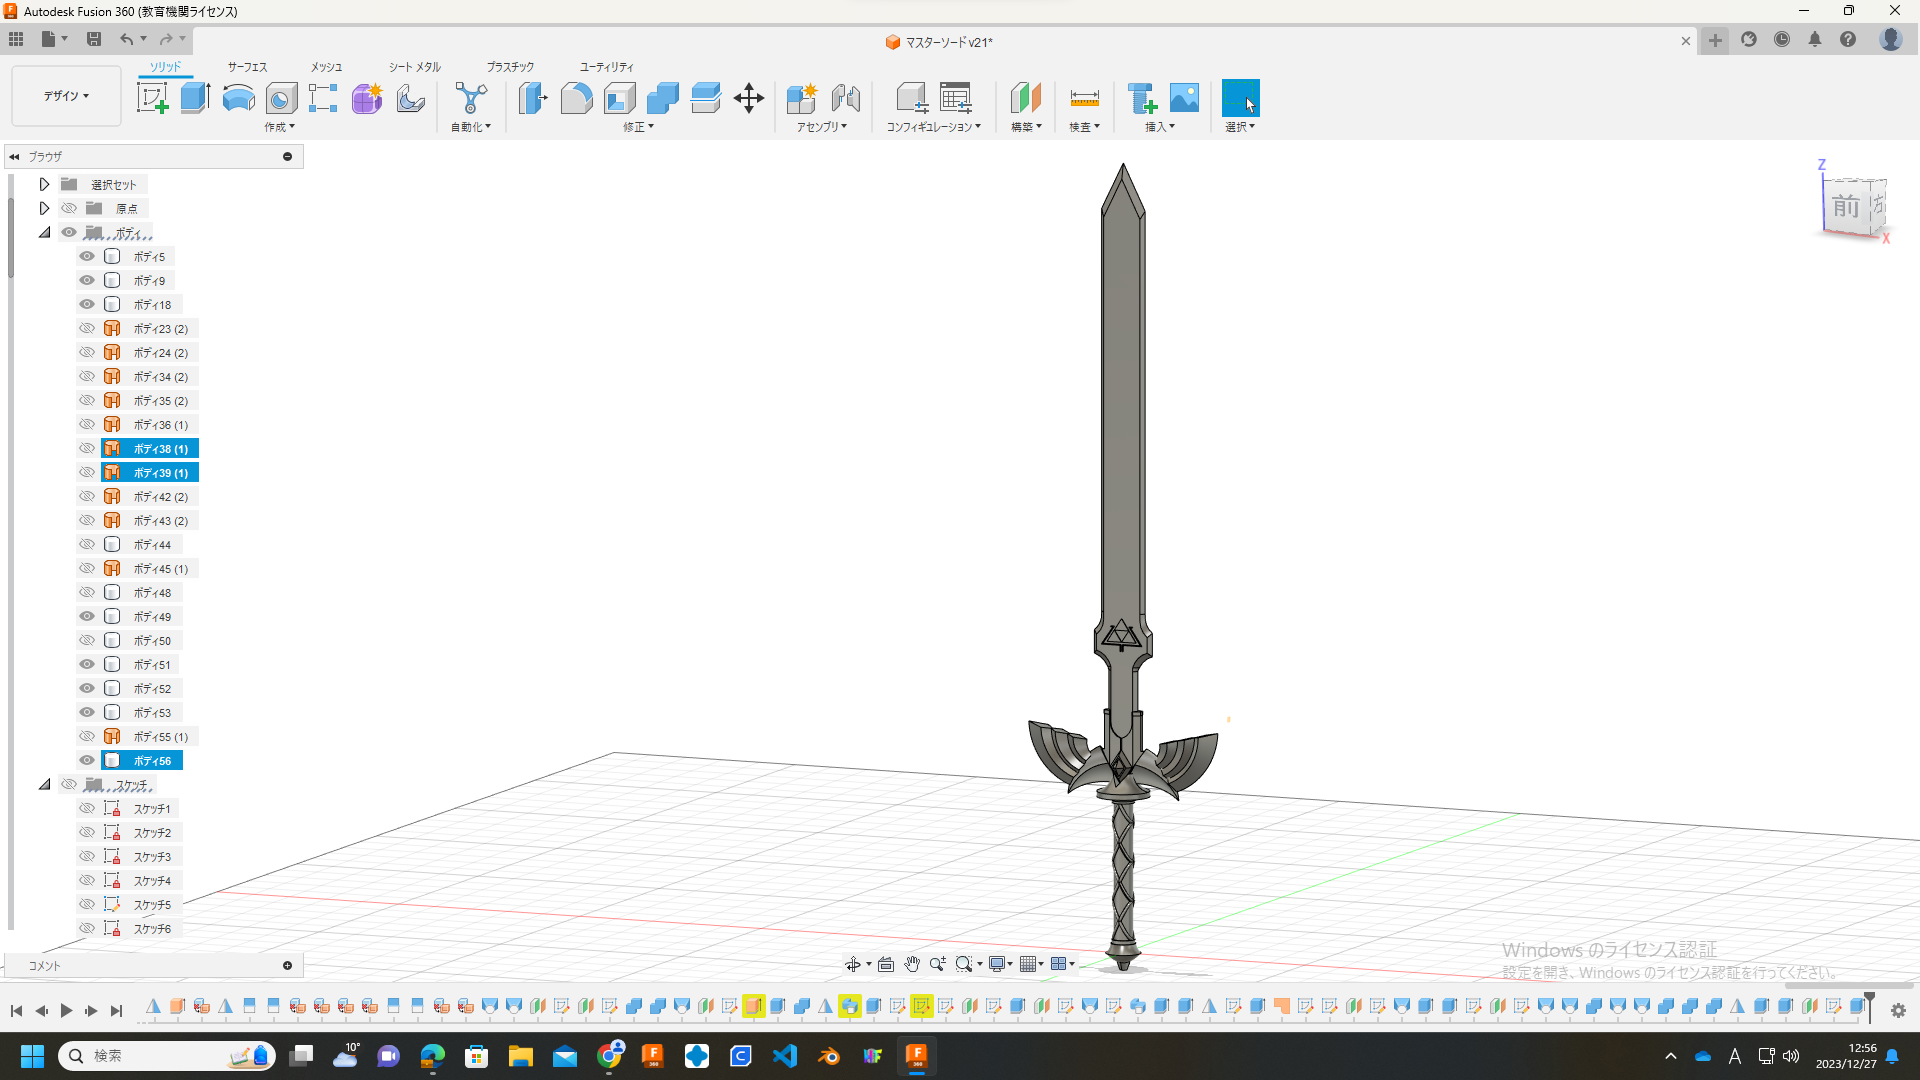 Autodesk Fusion 360 (教育機関ライセンス)
マスターソード v21*
デザイン
ソリッド サーフェス メッシュ シート メタル プラスチック ユーティリティ
作成 自動化 修正 アセンブリ コンフィギュレーション 構築 検査 挿入 選択
ブラウザ
選択セット
原点
ボディ
ボディ5
ボディ9
ボディ18
ボディ23 (2)
ボディ24 (2)
ボディ34 (2)
ボディ35 (2)
ボディ36 (1)
ボディ38 (1)
ボディ39 (1)
ボディ42 (2)
ボディ43 (2)
ボディ44
ボディ45 (1)
ボディ48
ボディ49
ボディ50
ボディ51
ボディ52
ボディ53
ボディ55 (1)
ボディ56
スケッチ
スケッチ1
スケッチ2
スケッチ3
スケッチ4
スケッチ5
スケッチ6
コメント
Z
前 右
X
Windows のライセンス認証
設定を開き、Windows のライセンス認証を行ってください。
検索
10°
A
12:56
2023/12/27